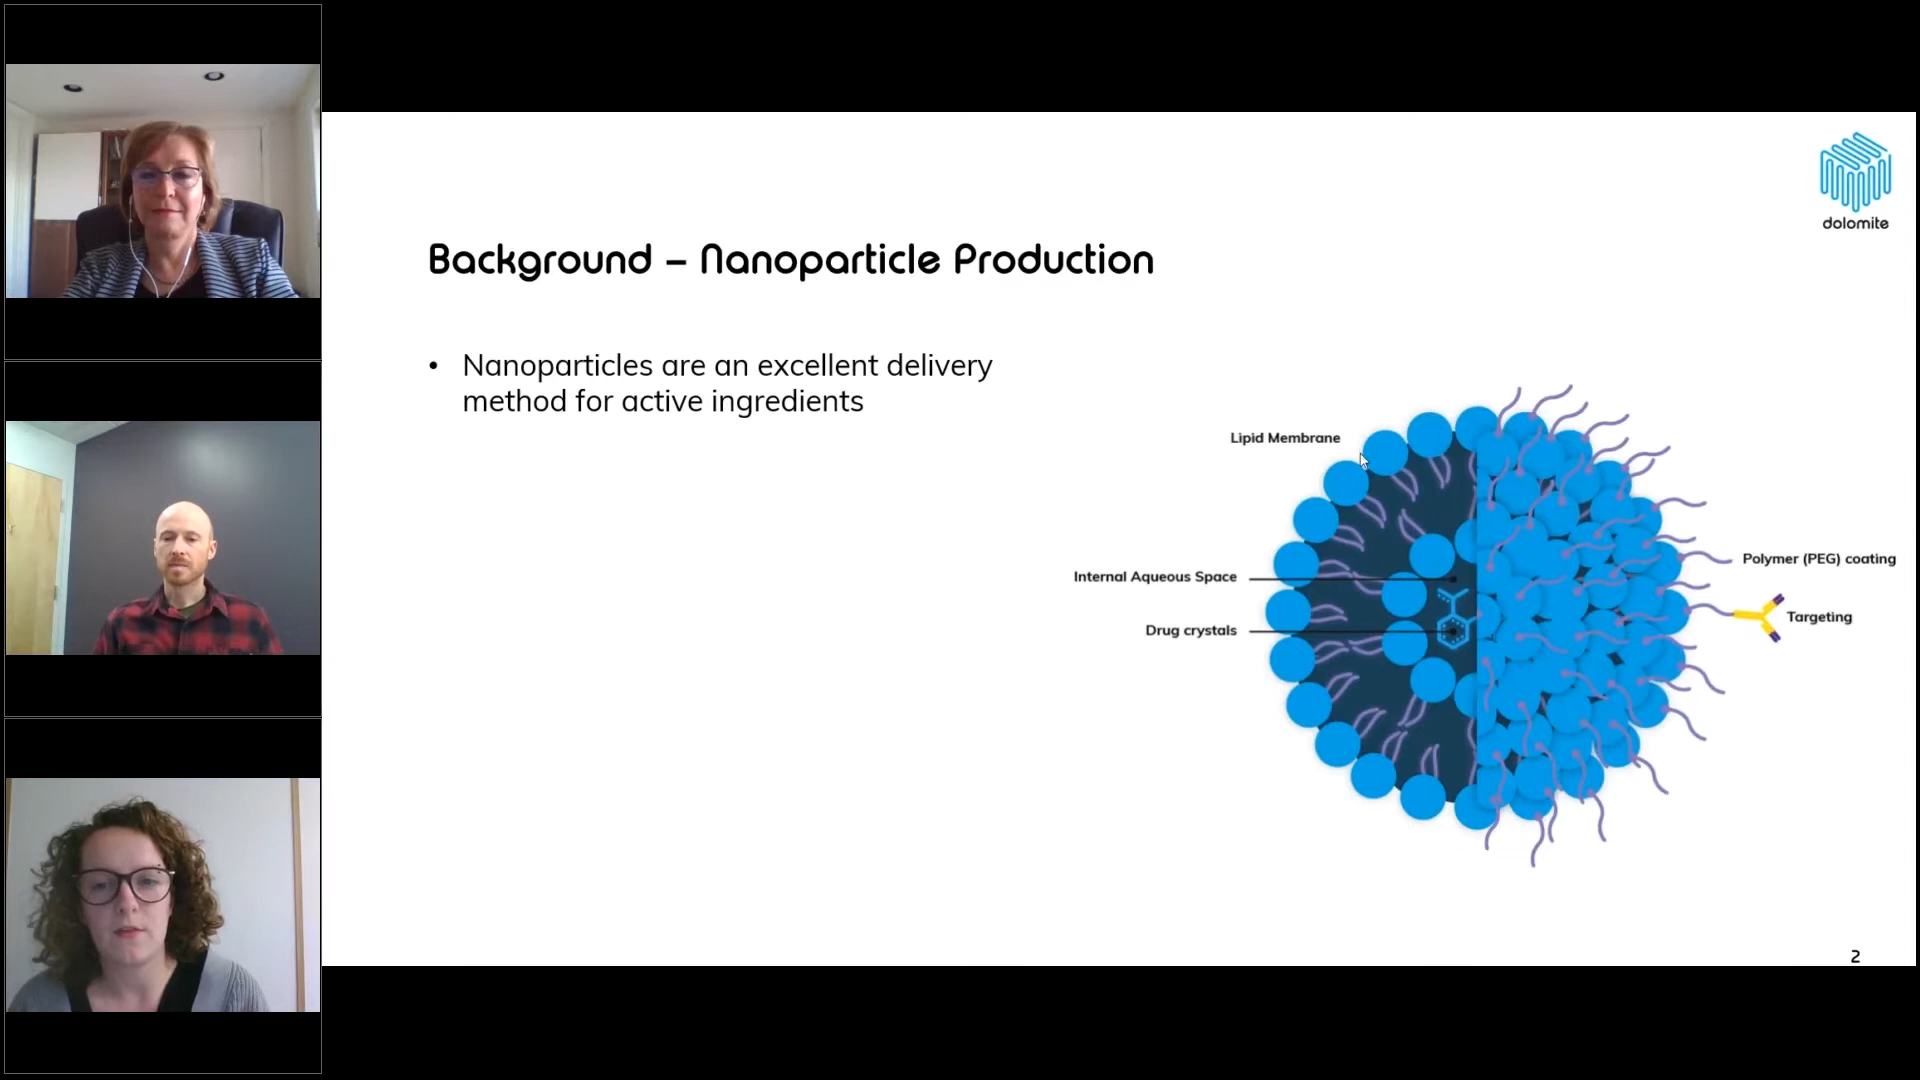 dolomite
Background – Nanoparticle Production
• Nanoparticles are an excellent delivery
method for active ingredients
Lipid Membrane
Internal Aqueous Space
Drug crystals
Polymer (PEG) coating
Targeting
2